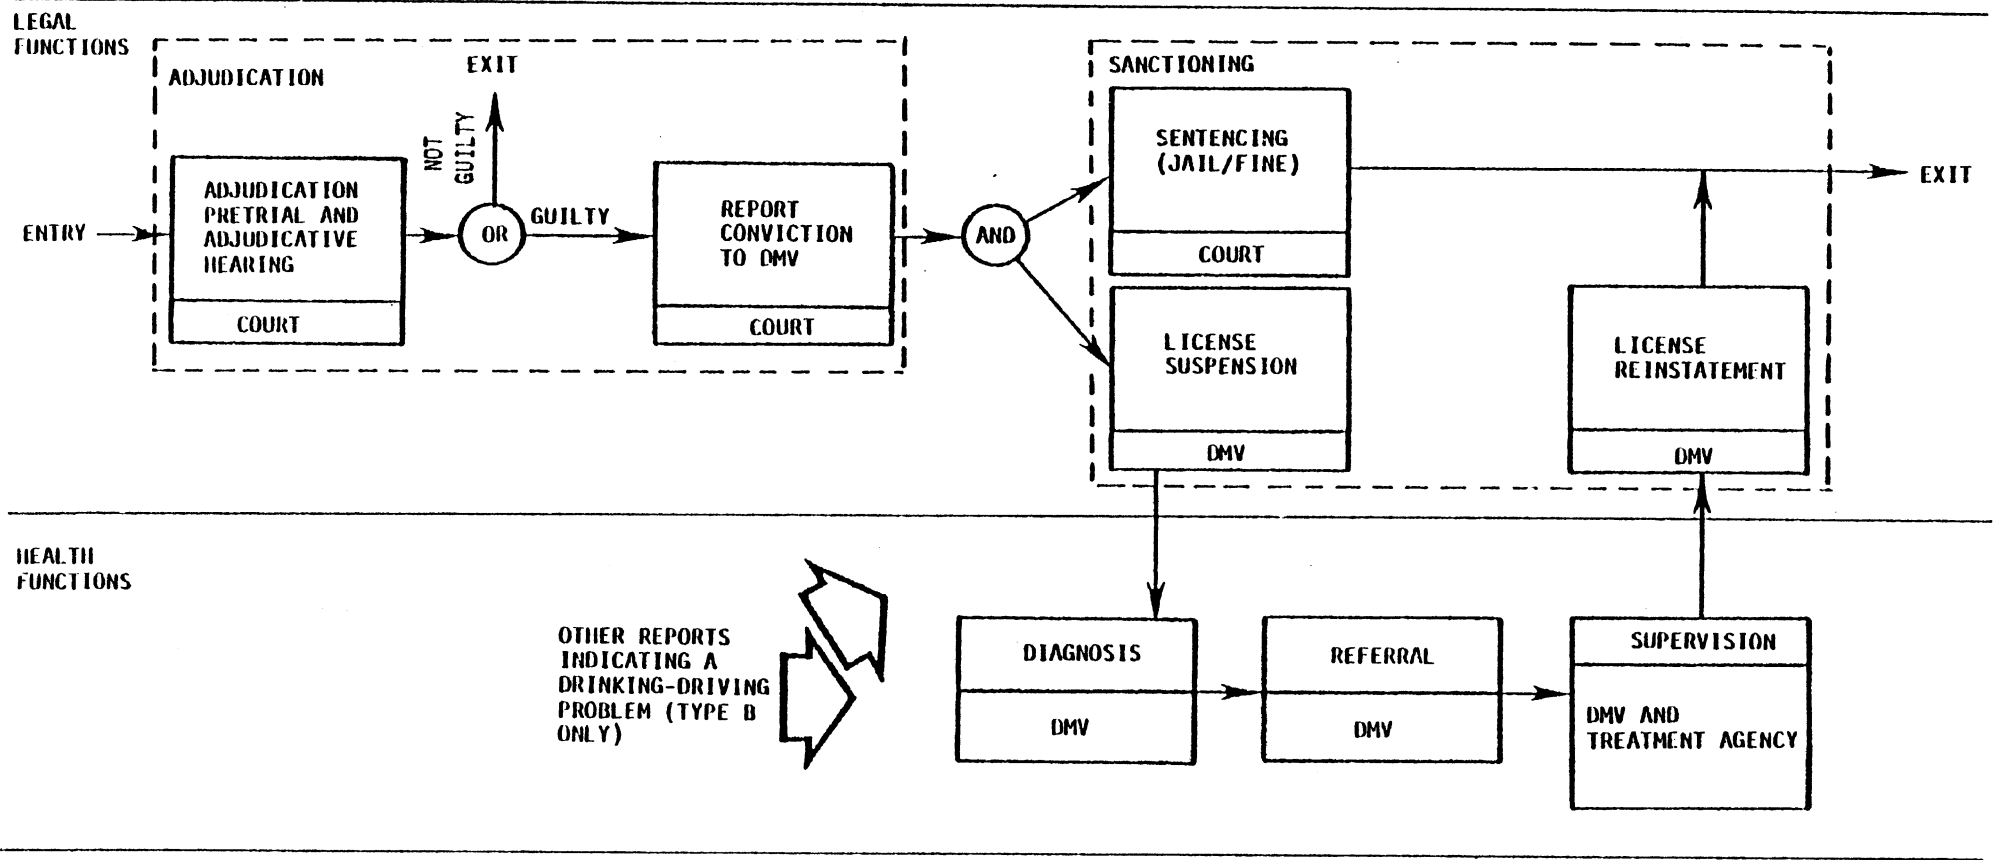 LEGAL
FUNCTIONS
ADJUDICATION
EXIT
NOT
GUILTY
ENTRY
ADJUDICATION
PRETRIAL AND
ADJUDICATIVE
HEARING
COURT
OR
GUILTY
REPORT
CONVICTION
TO DMV
COURT
AND
SANCTIONING
SENTENCING
(JAIL/FINE)
COURT
EXIT
LICENSE
SUSPENSION
DMV
LICENSE
REINSTATEMENT
DMV
HEALTH
FUNCTIONS
OTHER REPORTS
INDICATING A
DRINKING-DRIVING
PROBLEM (TYPE B
ONLY)
DIAGNOSIS
DMV
REFERRAL
DMV
SUPERVISION
DMV AND
TREATMENT AGENCY